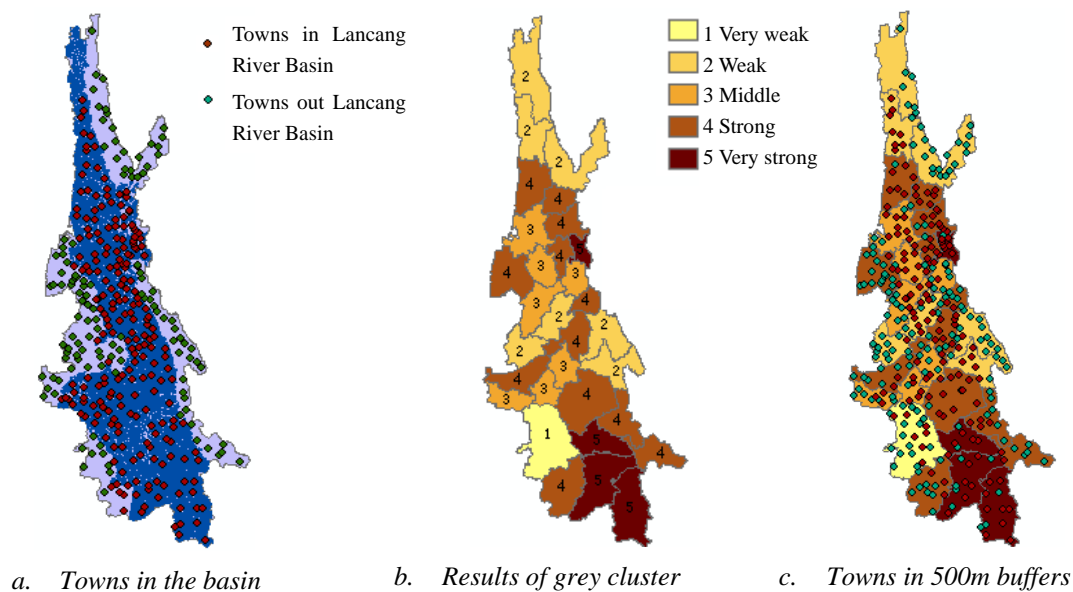 Towns in Lancang
River Basin
Towns out Lancang
River Basin
1 Very weak
2 Weak
3 Middle
4 Strong
5 Very strong
2
2
2
4
4
4
3
4
5
4
3
3
3
4
2
4
2
2
4
3
2
3
3
4
4
1
5
4
5
4
5
a. Towns in the basin
b. Results of grey cluster
c. Towns in 500m buffers